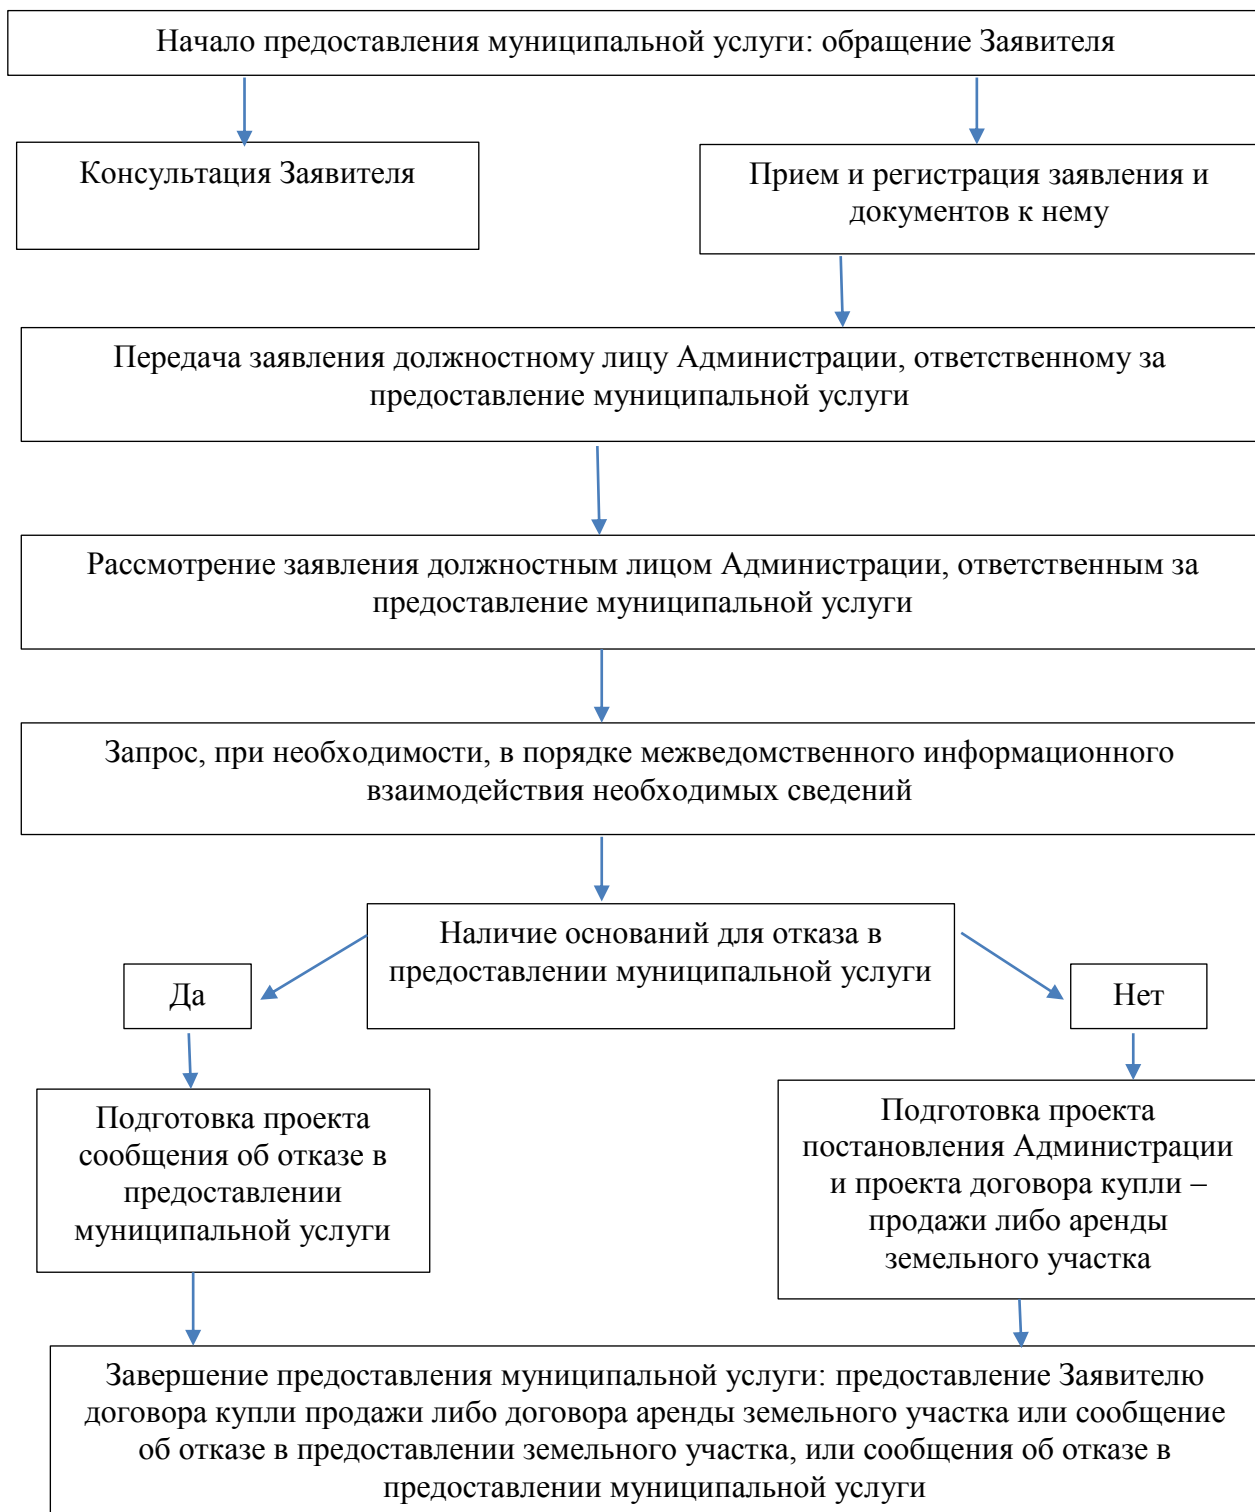 Начало предоставления муниципальной услуги: обращение Заявителя
Консультация Заявителя
Прием и регистрация заявления и
документов к нему
Передача заявления должностному лицу Администрации, ответственному за
предоставление муниципальной услуги
Рассмотрение заявления должностным лицом Администрации, ответственным за
предоставление муниципальной услуги
Запрос, при необходимости, в порядке межведомственного информационного
взаимодействия необходимых сведений
Наличие оснований для отказа в
предоставлении муниципальной услуги
Да
Нет
Подготовка проекта
сообщения об отказе в
предоставлении
муниципальной услуги
Подготовка проекта
постановления Администрации
и проекта договора купли –
продажи либо аренды
земельного участка
Завершение предоставления муниципальной услуги: предоставление Заявителю
договора купли продажи либо договора аренды земельного участка или сообщение
об отказе в предоставлении земельного участка, или сообщения об отказе в
предоставлении муниципальной услуги